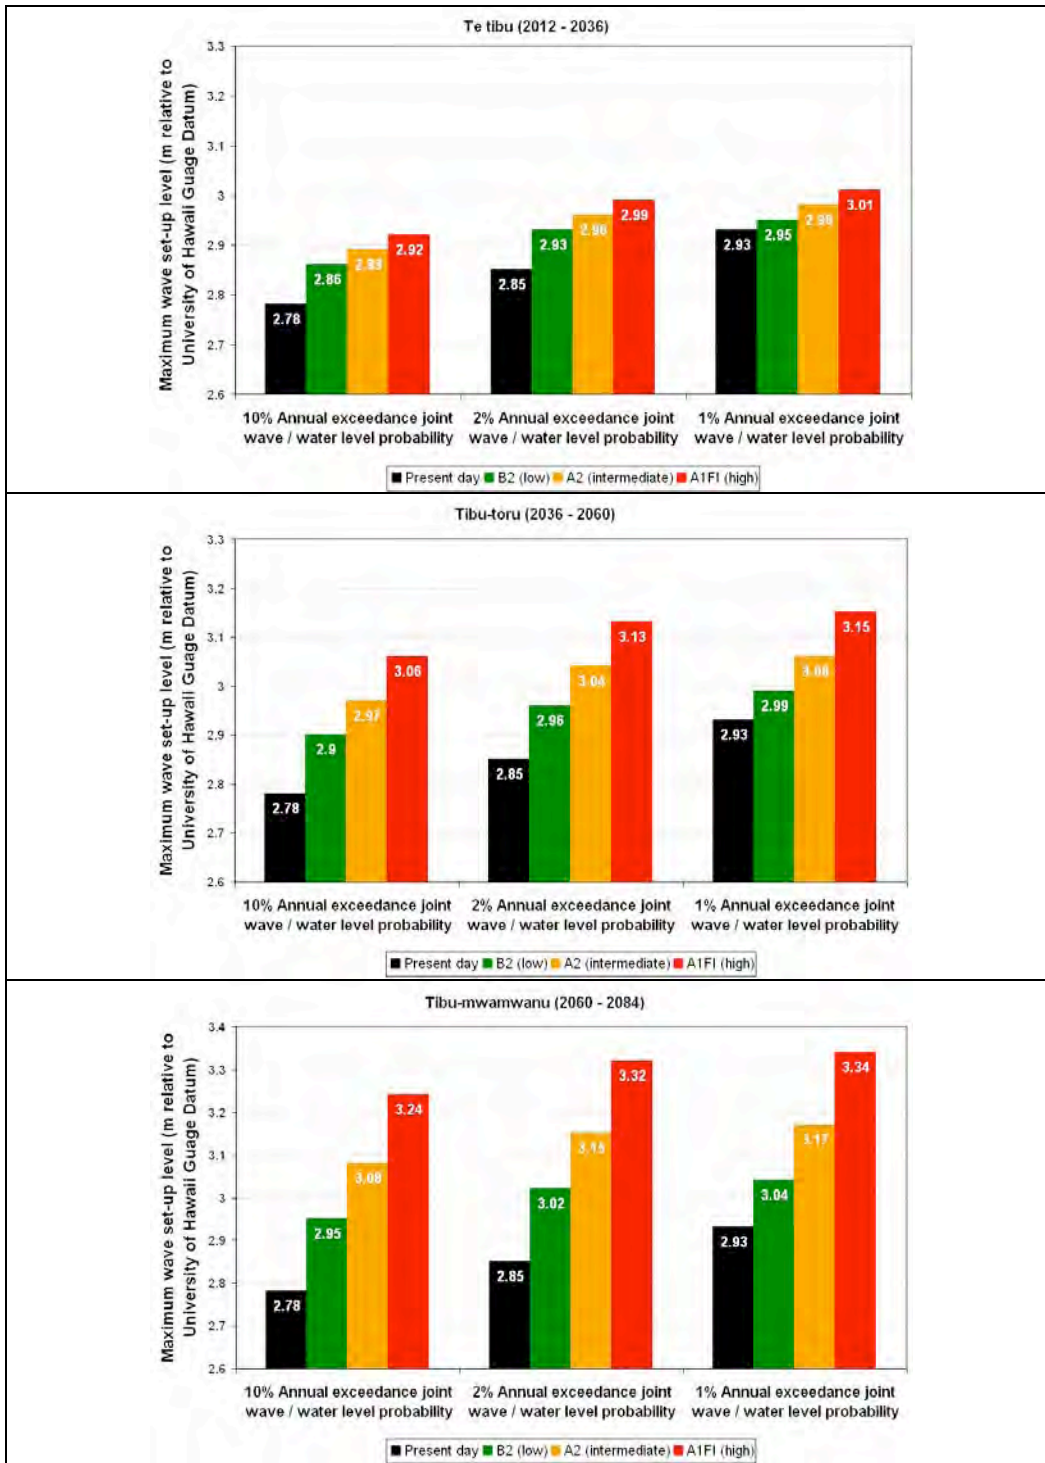 Te tibu (2012 - 2036)
Maximum wave set-up level (m relative to
University of Hawaii Guage Datum)
3.3
3.2
3.1
3
2.9
2.8
2.7
2.6
2.78
2.86
2.89
2.92
2.85
2.93
2.96
2.99
2.93
2.95
2.98
3.01
10% Annual exceedance joint
wave / water level probability
2% Annual exceedance joint
wave / water level probability
1% Annual exceedance joint
wave / water level probability
Present day B2 (low) A2 (intermediate) A1FI (high)
Tibu-toru (2036 - 2060)
Maximum wave set-up level (m relative to
University of Hawaii Guage Datum)
3.3
3.2
3.1
3
2.9
2.8
2.7
2.6
2.78
2.9
2.97
3.06
2.85
2.96
3.04
3.13
2.93
2.99
3.06
3.15
10% Annual exceedance joint
wave / water level probability
2% Annual exceedance joint
wave / water level probability
1% Annual exceedance joint
wave / water level probability
Present day B2 (low) A2 (intermediate) A1FI (high)
Tibu-mwamwanu (2060 - 2084)
Maximum wave set-up level (m relative to
University of Hawaii Guage Datum)
3.4
3.3
3.2
3.1
3
2.9
2.8
2.7
2.6
2.78
2.95
3.08
3.24
2.85
3.02
3.15
3.32
2.93
3.04
3.17
3.34
10% Annual exceedance joint
wave / water level probability
2% Annual exceedance joint
wave / water level probability
1% Annual exceedance joint
wave / water level probability
Present day B2 (low) A2 (intermediate) A1FI (high)